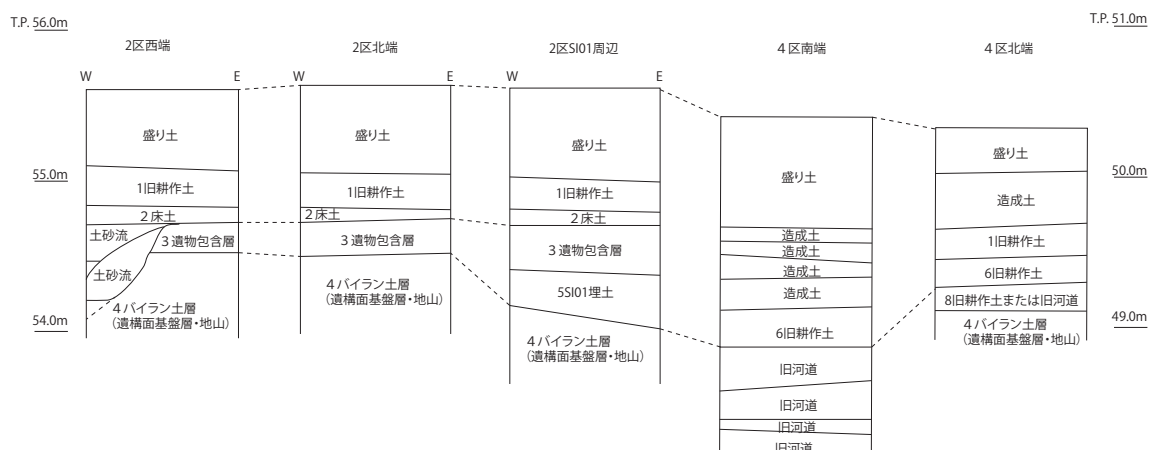 T.P. 56.0m
T.P. 51.0m
2区西端
2区北端
2区SI01周辺
4区南端
4区北端
W
E
W
E
W
E
盛り土
盛り土
盛り土
盛り土
盛り土
55.0m
50.0m
1旧耕作土
1旧耕作土
1旧耕作土
造成土
2床土
2床土
2床土
土砂流
3遺物包含層
3遺物包含層
3遺物包含層
造成土
造成土
造成土
造成土
1旧耕作土
6旧耕作土
土砂流
4バイラン土層
(遺構面基盤層・地山)
4バイラン土層
(遺構面基盤層・地山)
5SI01埋土
8旧耕作土または旧河道
54.0m
49.0m
4バイラン土層
(遺構面基盤層・地山)
6旧耕作土
4バイラン土層
(遺構面基盤層・地山)
旧河道
旧河道
旧河道
旧河道